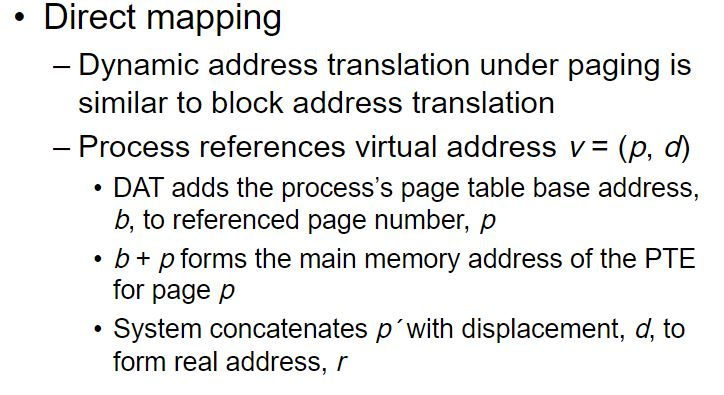 • Direct mapping
– Dynamic address translation under paging is
similar to block address translation
– Process references virtual address v = (p, d)
• DAT adds the process’s page table base address,
b, to referenced page number, p
• b + p forms the main memory address of the PTE
for page p
• System concatenates p´ with displacement, d, to
form real address, r